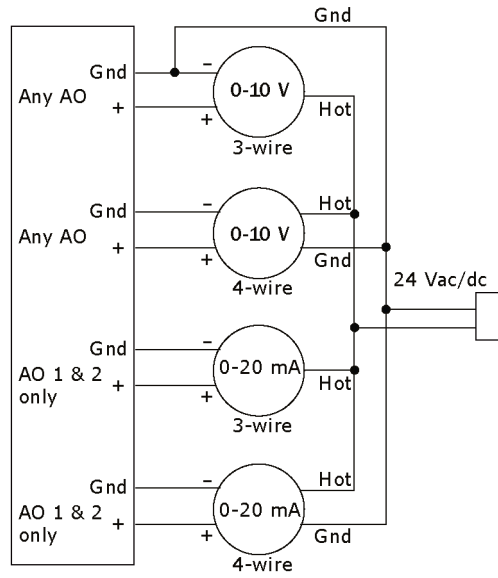 Gnd
Gnd – 0-10 V
Any AO
+ + Hot
3-wire
Gnd – Hot
Any AO 0-10 V
+ + Gnd
4-wire
24 Vac/dc
Gnd –
AO 1 & 2 + 0-20 mA
only + Hot
3-wire
Gnd – Hot
AO 1 & 2 + 0-20 mA
only + Gnd
4-wire